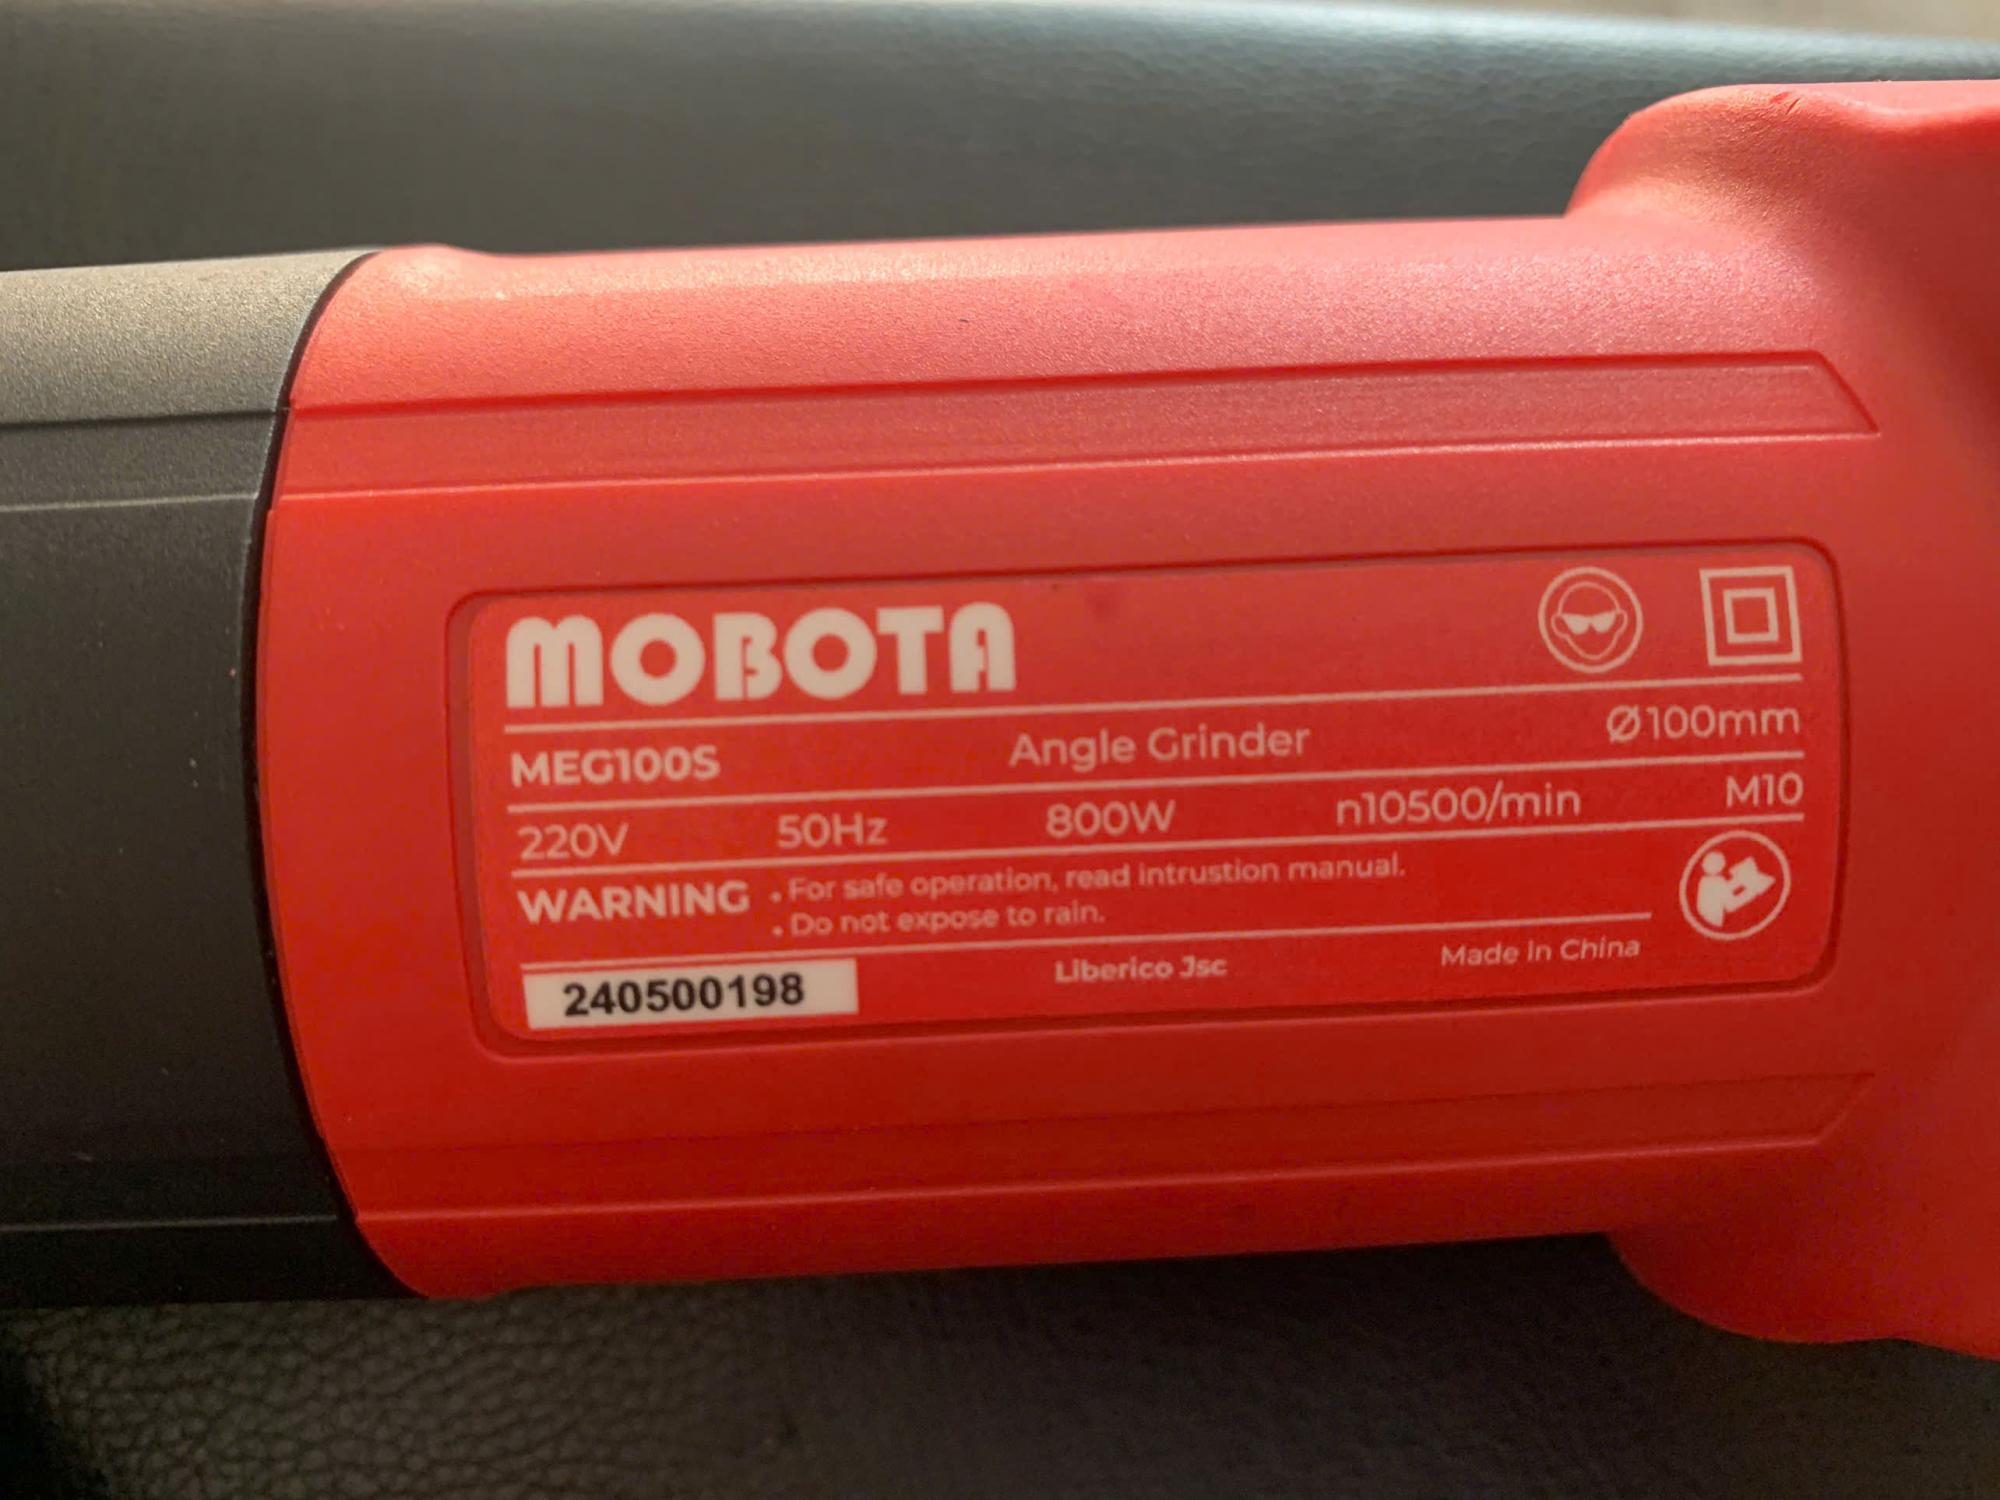 MOBOTA
MEG100S Angle Grinder Ø100mm
220V 50Hz 800W n10500/min M10
WARNING • For safe operation, read intrustion manual.
• Do not expose to rain.
240500198 Liberico Jsc Made in China